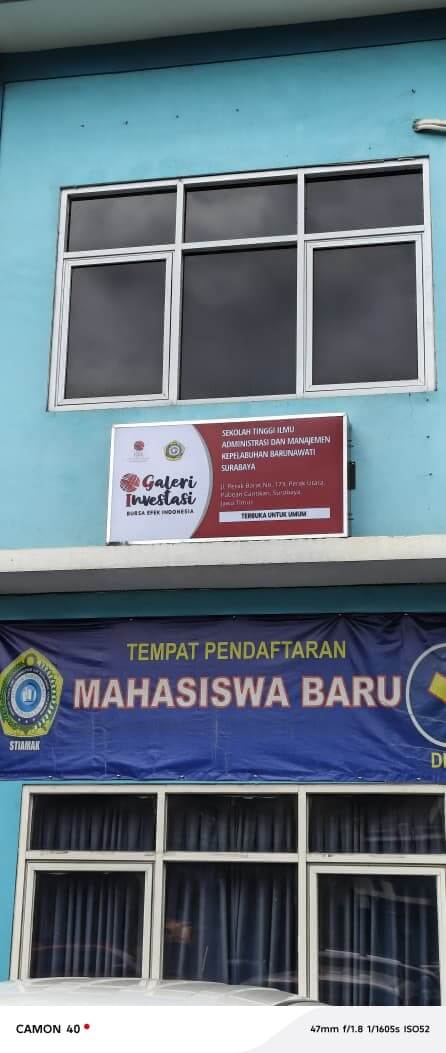 IDX
Galeri
Investasi
BURSA EFEK INDONESIA
SEKOLAH TINGGI ILMU
ADMINISTRASI DAN MANAJEMEN
KEPELABUHAN BARUNAWATI
SURABAYA
Jl. Perak Barat No. 173, Perak Utara,
Pabean Cantikan, Surabaya
Jawa Timur
TERBUKA UNTUK UMUM
TEMPAT PENDAFTARAN
MAHASISWA BARU
STIAMAK
CAMON 40
47mm f/1.8 1/1605s ISO52